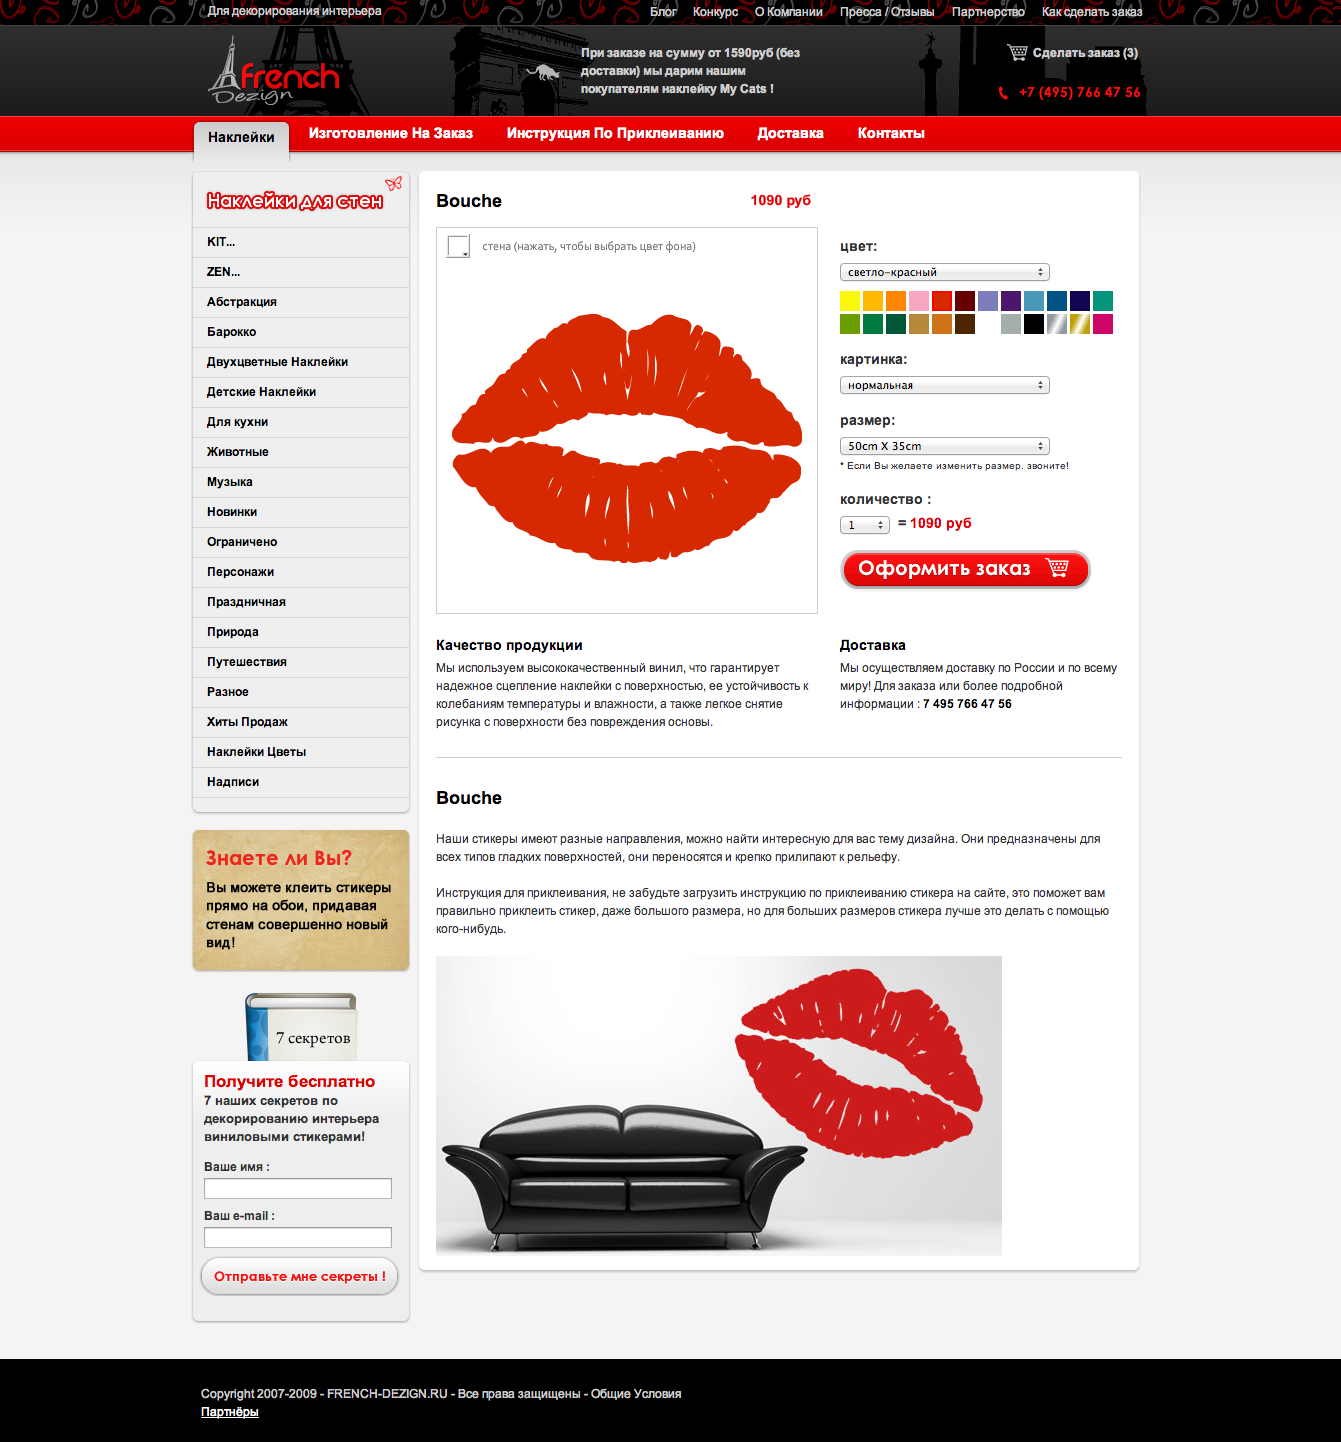 Для декорирования интерьера
Блог Конкурс О Компании Пресса / Отзывы Партнерство Как сделать заказ
french
Dezign
При заказе на сумму от 1590руб (без
доставки) мы дарим нашим
покупателям наклейку My Cats !
Сделать заказ (3)
+7 (495) 766 47 56
Наклейки Изготовление На Заказ Инструкция По Приклеиванию Доставка Контакты
Наклейки для стен
KIT...
ZEN...
Абстракция
Барокко
Двухцветные Наклейки
Детские Наклейки
Для кухни
Животные
Музыка
Новинки
Ограничено
Персонажи
Праздничная
Природа
Путешествия
Разное
Хиты Продаж
Наклейки Цветы
Надписи
Знаете ли Вы?
Вы можете клеить стикеры
прямо на обои, придавая
стенам совершенно новый
вид!
7 секретов
Получите бесплатно
7 наших секретов по
декорированию интерьера
виниловыми стикерами!
Ваше имя :
Ваш e-mail :
Отправьте мне секреты !
Bouche 1090 руб
стена (нажать, чтобы выбрать цвет фона)
цвет:
светло-красный
картинка:
нормальная
размер:
50cm X 35cm
* Если Вы желаете изменить размер. звоните!
количество :
1 = 1090 руб
Оформить заказ
Качество продукции
Мы используем высококачественный винил, что гарантирует
надежное сцепление наклейки с поверхностью, ее устойчивость к
колебаниям температуры и влажности, а также легкое снятие
рисунка с поверхности без повреждения основы.
Доставка
Мы осуществляем доставку по России и по всему
миру! Для заказа или более подробной
информации : 7 495 766 47 56
Bouche
Наши стикеры имеют разные направления, можно найти интересную для вас тему дизайна. Они предназначены для
всех типов гладких поверхностей, они переносятся и крепко прилипают к рельефу.
Инструкция для приклеивания, не забудьте загрузить инструкцию по приклеиванию стикера на сайте, это поможет вам
правильно приклеить стикер, даже большого размера, но для больших размеров стикера лучше это делать с помощью
кого-нибудь.
Copyright 2007-2009 - FRENCH-DEZIGN.RU - Все права защищены - Общие Условия
Партнёры